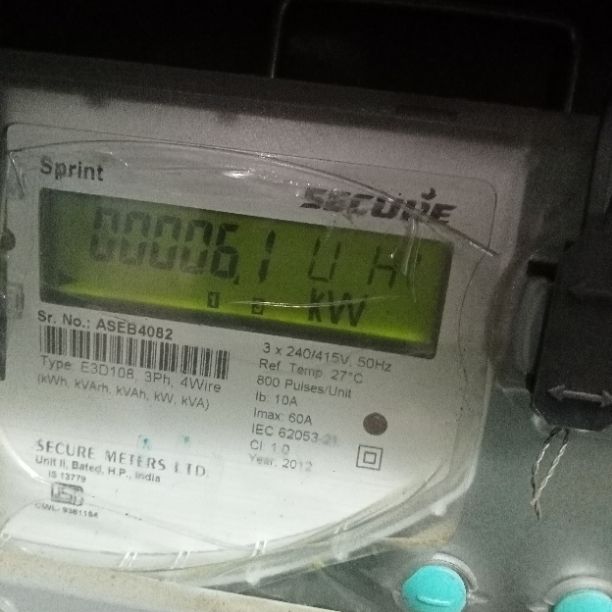 Sprint
SECURE
00006.1
kW
Sr. No.: ASEB4082
Type: E3D108, 3Ph, 4Wire
(kWh, kVArh, kVAh, kW, kVA)
3 x 240/415V, 50Hz
Ref. Temp. 27°C
800 Pulses/Unit
Ib: 10A
Imax: 60A
IEC 62053-21
Cl. 1.0
Year: 2012
SECURE METERS LTD.
Unit II, Bated, H.P., India
IS 13779